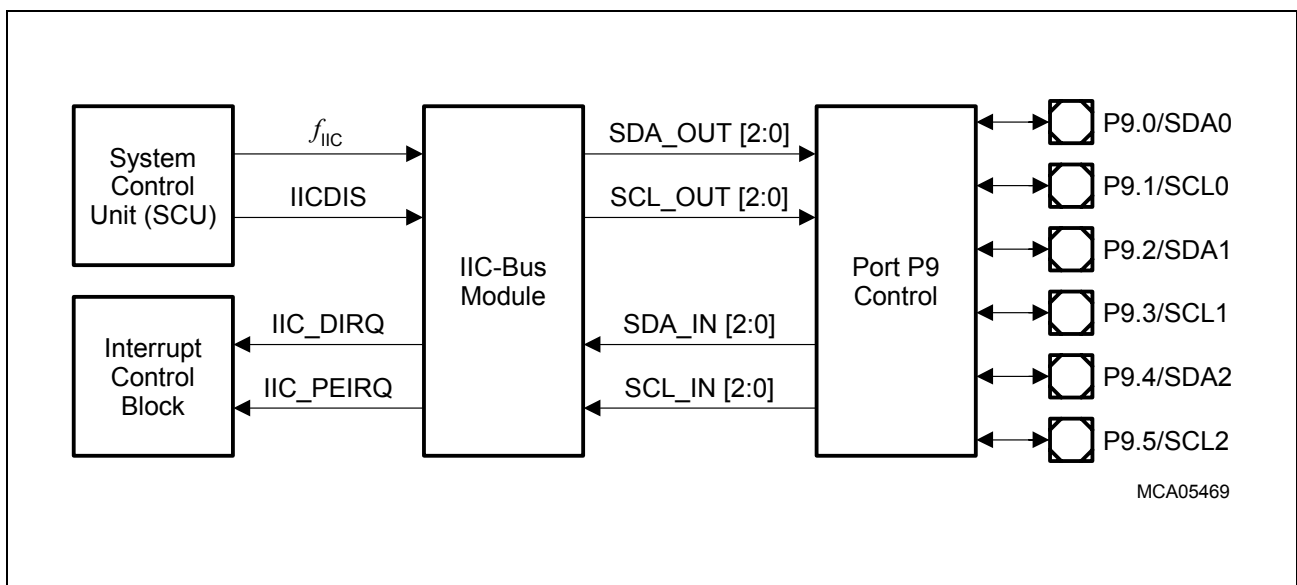 System
Control
Unit (SCU)
Interrupt
Control
Block
fIIC
IICDIS
IIC_DIRQ
IIC_PEIRQ
IIC-Bus
Module
SDA_OUT [2:0]
SCL_OUT [2:0]
SDA_IN [2:0]
SCL_IN [2:0]
Port P9
Control
P9.0/SDA0
P9.1/SCL0
P9.2/SDA1
P9.3/SCL1
P9.4/SDA2
P9.5/SCL2
MCA05469